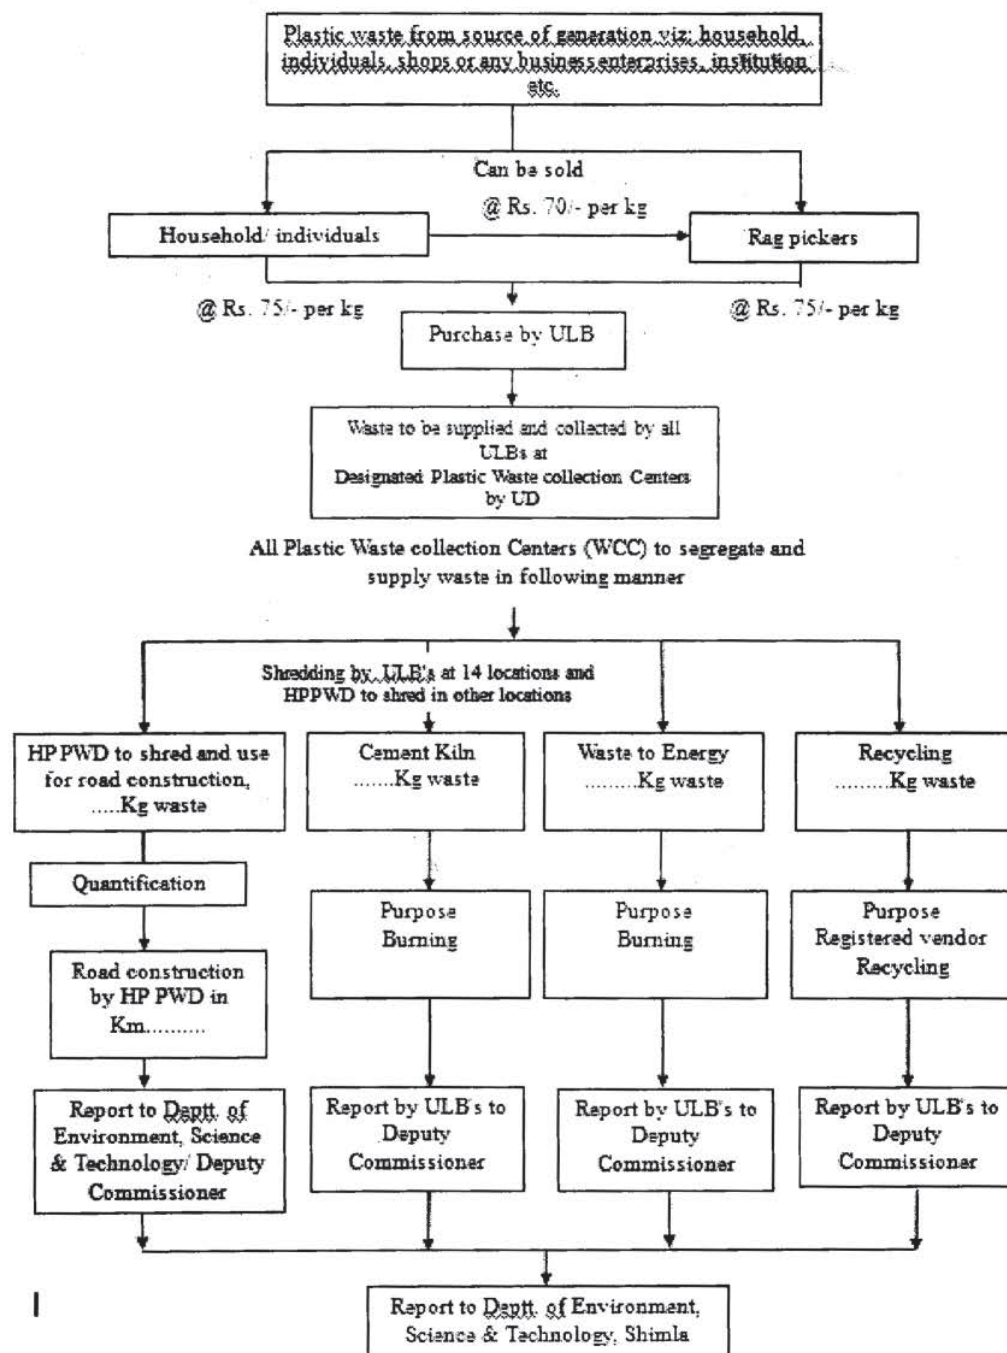 Plastic waste from source of generation viz: household,
individuals, shops or any business enterprises, institution
etc.
Can be sold
@ Rs. 70/- per kg
Household/ individuals
Rag pickers
@ Rs. 75/- per kg
@ Rs. 75/- per kg
Purchase by ULB
Waste to be supplied and collected by all
ULBs at
Designated Plastic Waste collection Centers
by UD
All Plastic Waste collection Centers (WCC) to segregate and
supply waste in following manner
Shredding by ULB's at 14 locations and
HPPWD to shred in other locations
HP PWD to shred and use
for road construction,
.....Kg waste
Cement Kiln
.......Kg waste
Waste to Energy
.........Kg waste
Recycling
.........Kg waste
Quantification
Purpose
Burning
Purpose
Burning
Purpose
Registered vendor
Recycling
Road construction
by HP PWD in
Km..........
Report to Deptt. of
Environment, Science
& Technology/ Deputy
Commissioner
Report by ULB's to
Deputy
Commissioner
Report by ULB's to
Deputy
Commissioner
Report by ULB's to
Deputy
Commissioner
Report to Deptt. of Environment,
Science & Technology, Shimla